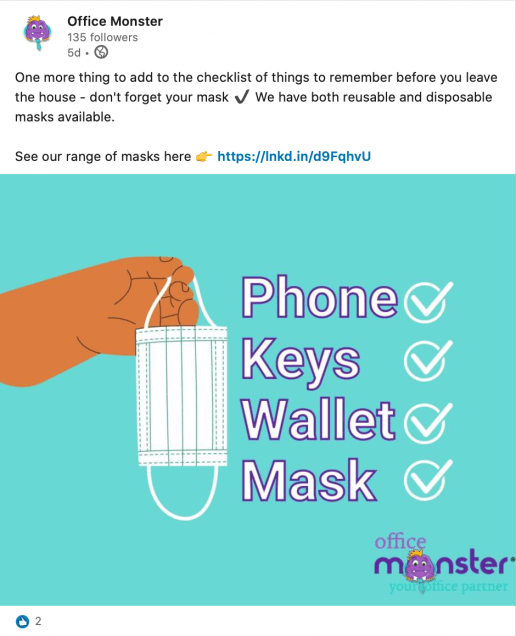 Office Monster
135 followers
5d •
One more thing to add to the checklist of things to remember before you leave
the house - don't forget your mask ✔ We have both reusable and disposable
masks available.
See our range of masks here 👉 https://lnkd.in/d9FqhvU
Phone
Keys
Wallet
Mask
office
monster
your office partner
2